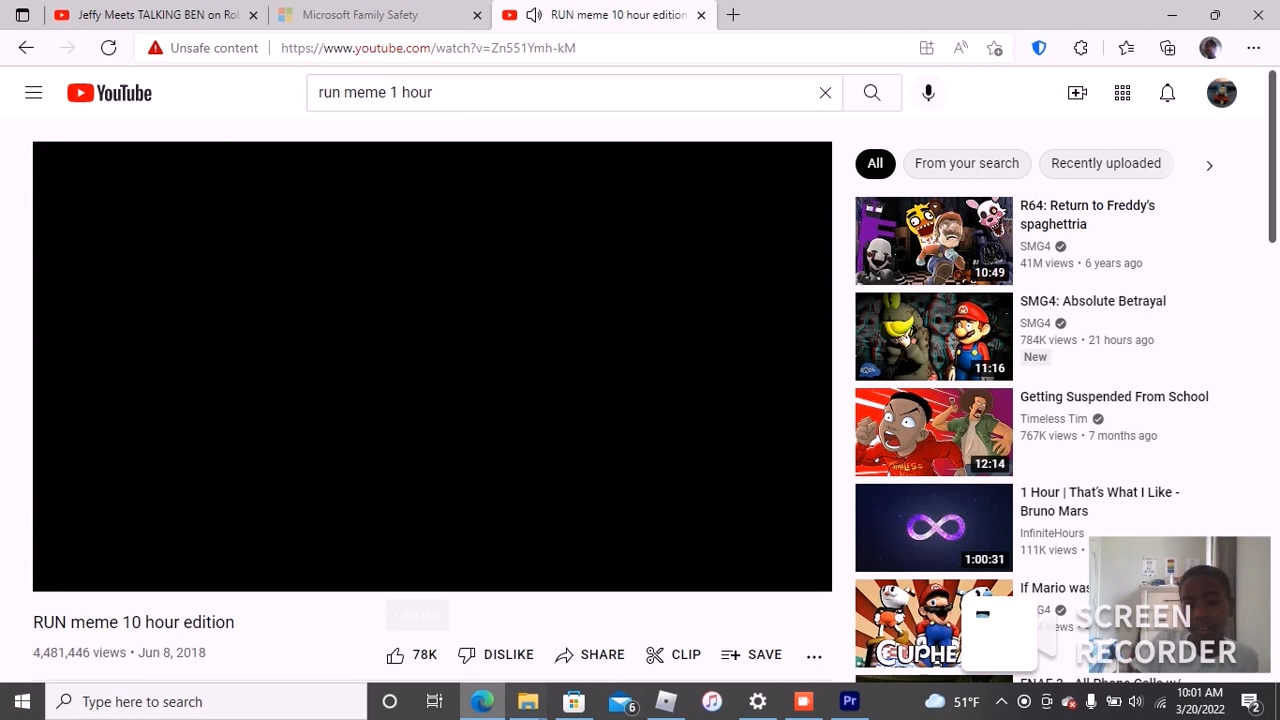 Jeffy Meets TALKING BEN on Rol
Microsoft Family Safety
RUN meme 10 hour edition
Unsafe content
https://www.youtube.com/watch?v=Zn551Ymh-kM
YouTube
run meme 1 hour
All
From your search
Recently uploaded
R64: Return to Freddy's
spaghettria
SMG4
41M views • 6 years ago
10:49
SMG4: Absolute Betrayal
SMG4
784K views • 21 hours ago
New
11:16
Getting Suspended From School
Timeless Tim
767K views • 7 months ago
12:14
1 Hour | That's What I Like -
Bruno Mars
InfiniteHours
111K views •
1:00:31
If Mario was
CUPHE
SCREEN
RECORDER
RUN meme 10 hour edition
4,481,446 views • Jun 8, 2018
78K
DISLIKE
SHARE
CLIP
SAVE
Type here to search
6
Pr
51°F
10:01 AM
3/20/2022
2